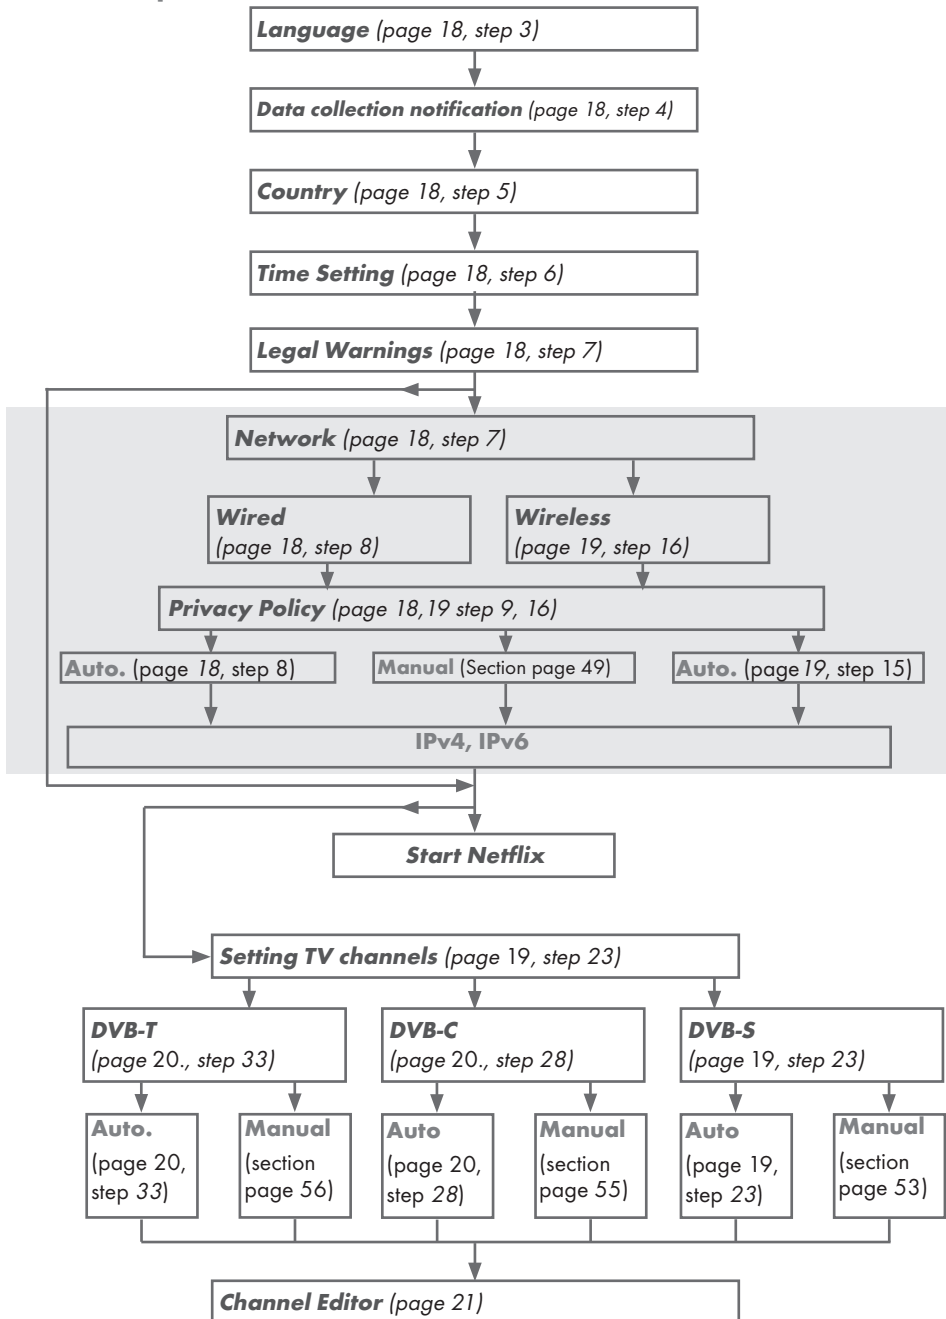 Language (page 18, step 3)
Data collection notification (page 18, step 4)
Country (page 18, step 5)
Time Setting (page 18, step 6)
Legal Warnings (page 18, step 7)
Network (page 18, step 7)
Wired
(page 18, step 8)
Wireless
(page 19, step 16)
Privacy Policy (page 18,19 step 9, 16)
Auto. (page 18, step 8)
Manual (Section page 49)
Auto. (page 19, step 15)
IPv4, IPv6
Start Netflix
Setting TV channels (page 19, step 23)
DVB-T
(page 20., step 33)
DVB-C
(page 20., step 28)
DVB-S
(page 19, step 23)
Auto.
(page 20,
step 33)
Manual
(section
page 56)
Auto
(page 20,
step 28)
Manual
(section
page 55)
Auto
(page 19,
step 23)
Manual
(section
page 53)
Channel Editor (page 21)